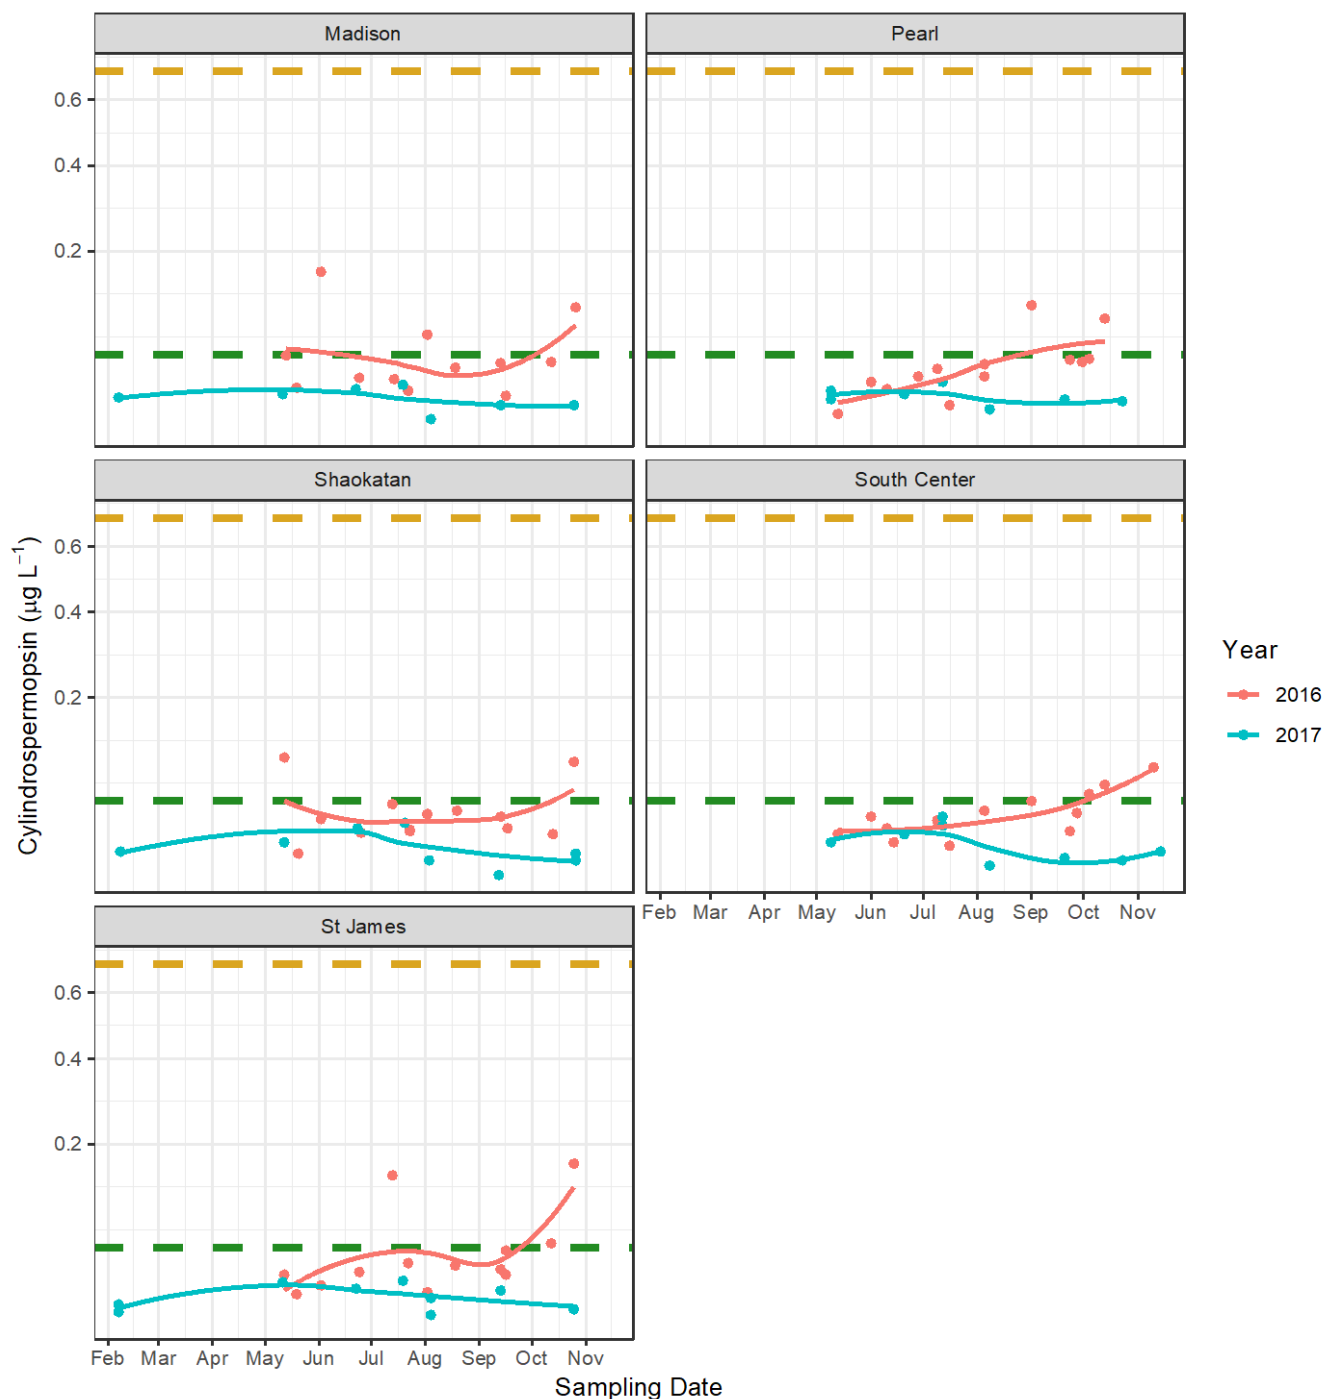 Madison
Pearl
0.6
0.4
0.2
Shaokatan
South Center
0.6
0.4
0.2
Feb Mar Apr May Jun Jul Aug Sep Oct Nov
St James
0.6
0.4
0.2
Feb Mar Apr May Jun Jul Aug Sep Oct Nov
Sampling Date
Cylindrospermopsin (μg L⁻¹)
Year
2016
2017